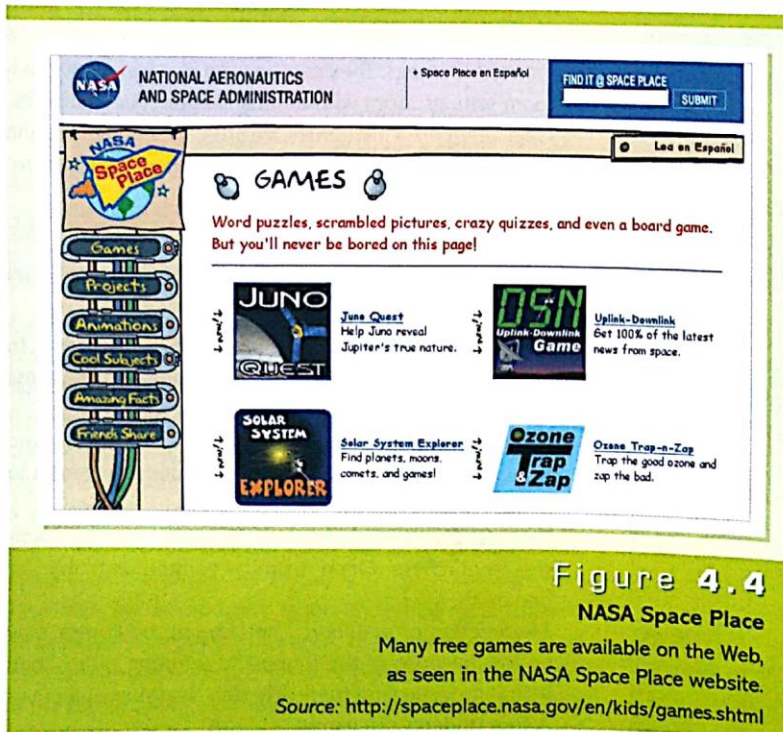 NASA
NATIONAL AERONAUTICS
AND SPACE ADMINISTRATION
+ Space Place en Español
FIND IT @ SPACE PLACE
SUBMIT
Lea en Español
NASA
Space
Place
Games
Projects
Animations
Cool Subjects
Amazing Facts
Friends Share
GAMES
Word puzzles, scrambled pictures, crazy quizzes, and even a board game.
But you'll never be bored on this page!
new!
JUNO
QUEST
Juno Quest
Help Juno reveal
Jupiter's true nature.
new!
DSN
Uplink-Downlink
Game
Uplink-Downlink
Get 100% of the latest
news from space.
new!
SOLAR
SYSTEM
EXPLORER
Solar System Explorer
Find planets, moons,
comets, and games!
new!
Ozone
Trap
& Zap
Ozone Trap-n-Zap
Trap the good ozone and
zap the bad.
Figure 4.4
NASA Space Place
Many free games are available on the Web,
as seen in the NASA Space Place website.
Source: http://spaceplace.nasa.gov/en/kids/games.shtml